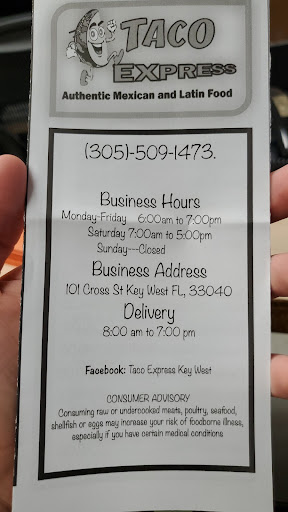 TACO
EXPRESS
Authentic Mexican and Latin Food
(305)-509-1473.
Business Hours
Monday-Friday 6:00am to 7:00pm
Saturday 7:00am to 5:00pm
Sunday---Closed
Business Address
101 Cross St Key West FL, 33040
Delivery
8:00 am to 7:00 pm
Facebook: Taco Express Key West
CONSUMER ADVISORY
Consuming raw or undercooked meats, poultry, seafood,
shellfish or eggs may increase your risk of foodborne illness,
especially if you have certain medical conditions